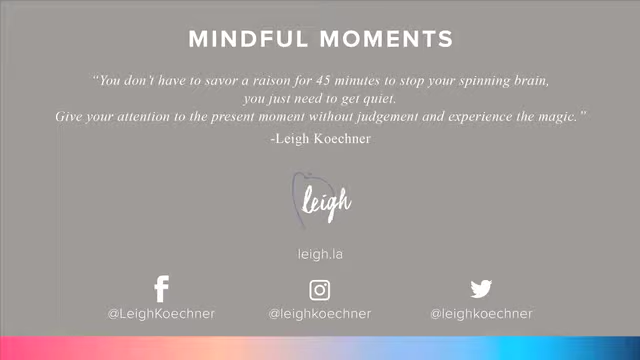 MINDFUL MOMENTS
“You don't have to savor a raison for 45 minutes to stop your spinning brain,
you just need to get quiet.
Give your attention to the present moment without judgement and experience the magic.”
-Leigh Koechner
leigh
leigh.la
@LeighKoechner @leighkoechner @leighkoechner